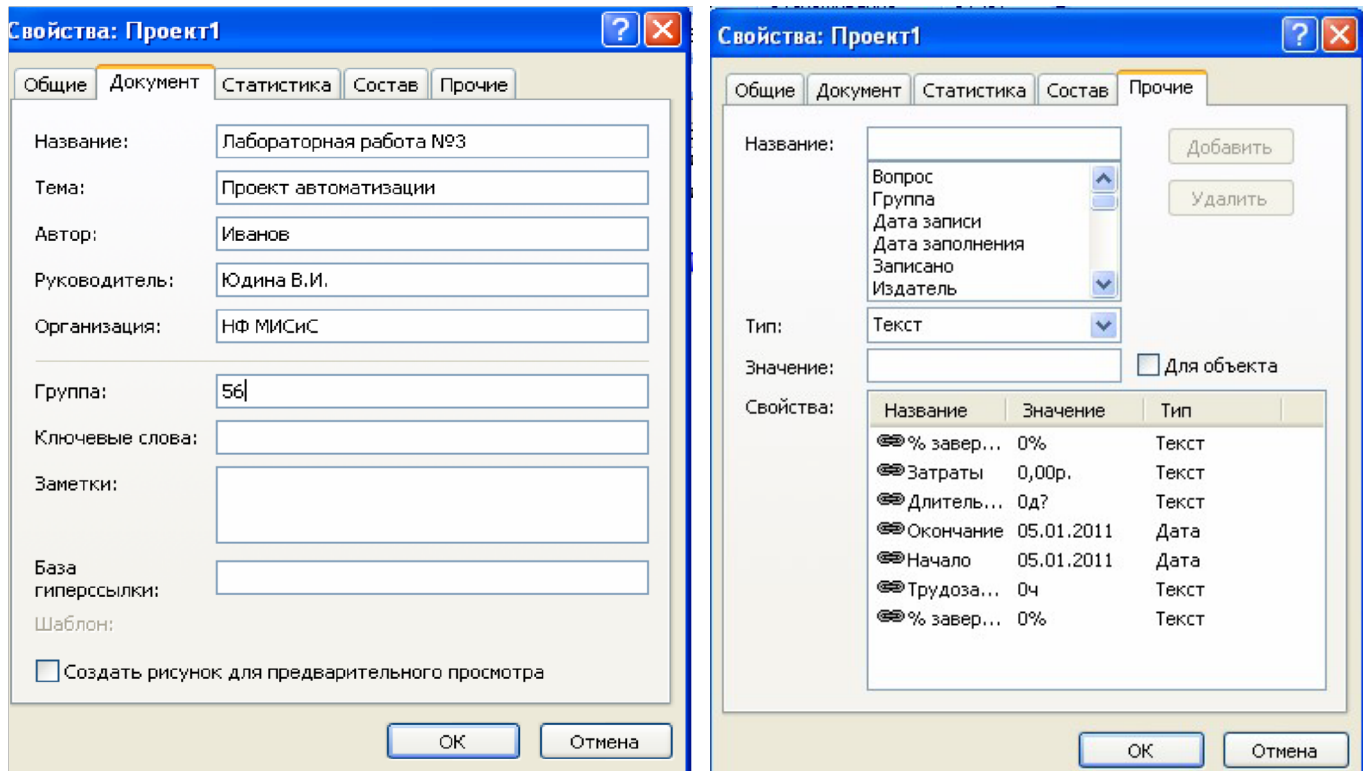 Свойства: Проект1
Общие Документ Статистика Состав Прочие
Название: Лабораторная работа №3
Тема: Проект автоматизации
Автор: Иванов
Руководитель: Юдина В.И.
Организация: НФ МИСиС
Группа: 56
Ключевые слова:
Заметки:
База
гиперссылки:
Шаблон:
Создать рисунок для предварительного просмотра
ОК Отмена
Свойства: Проект1
Общие Документ Статистика Состав Прочие
Название: Добавить
Вопрос
Группа Удалить
Дата записи
Дата заполнения
Записано
Издатель
Тип: Текст
Значение: Для объекта
Свойства: Название Значение Тип
% завер... 0% Текст
Затраты 0,00р. Текст
Длитель... 0д? Текст
Окончание 05.01.2011 Дата
Начало 05.01.2011 Дата
Трудоза... 0ч Текст
% завер... 0% Текст
ОК Отмена